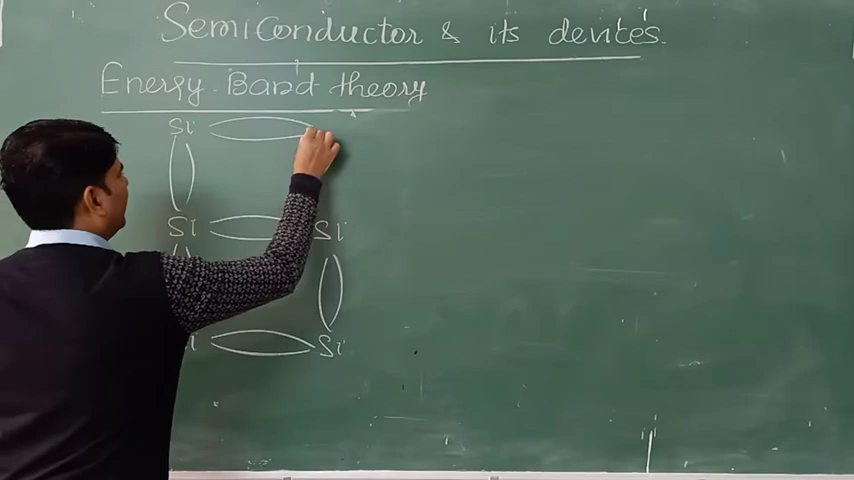 Semiconductor & its devices.
Energy Band theory
Si
Si Si
Si